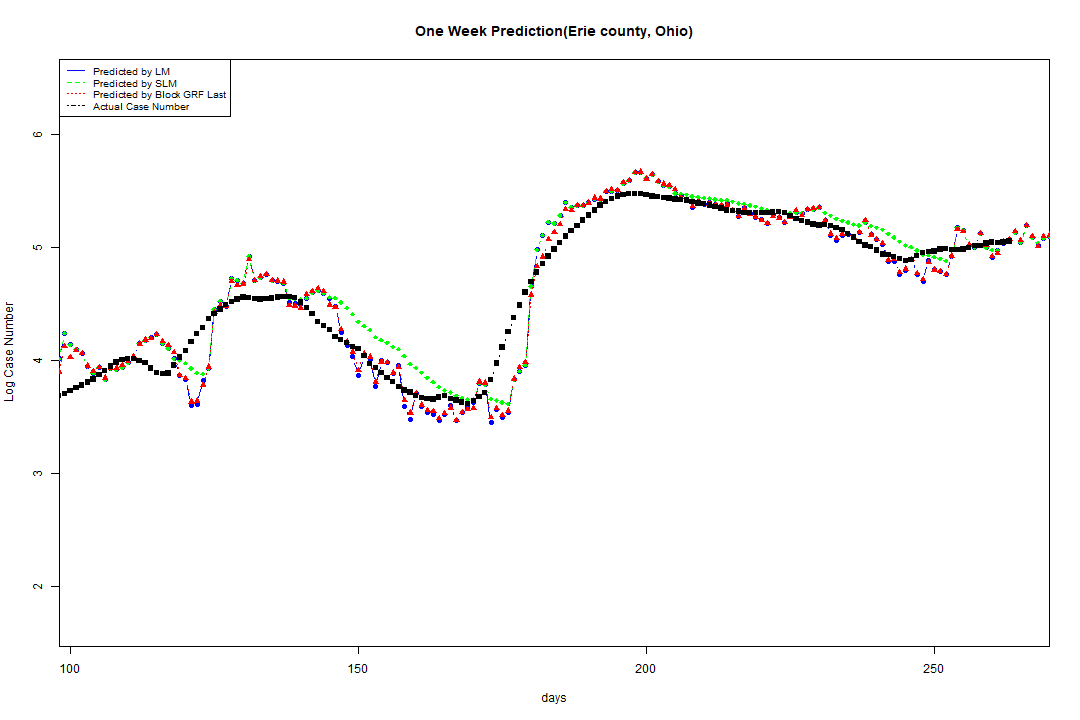 One Week Prediction(Erie county, Ohio)
Predicted by LM
Predicted by SLM
Predicted by Block GRF Last
Actual Case Number
Log Case Number
6
5
4
3
2
100 150 200 250
days